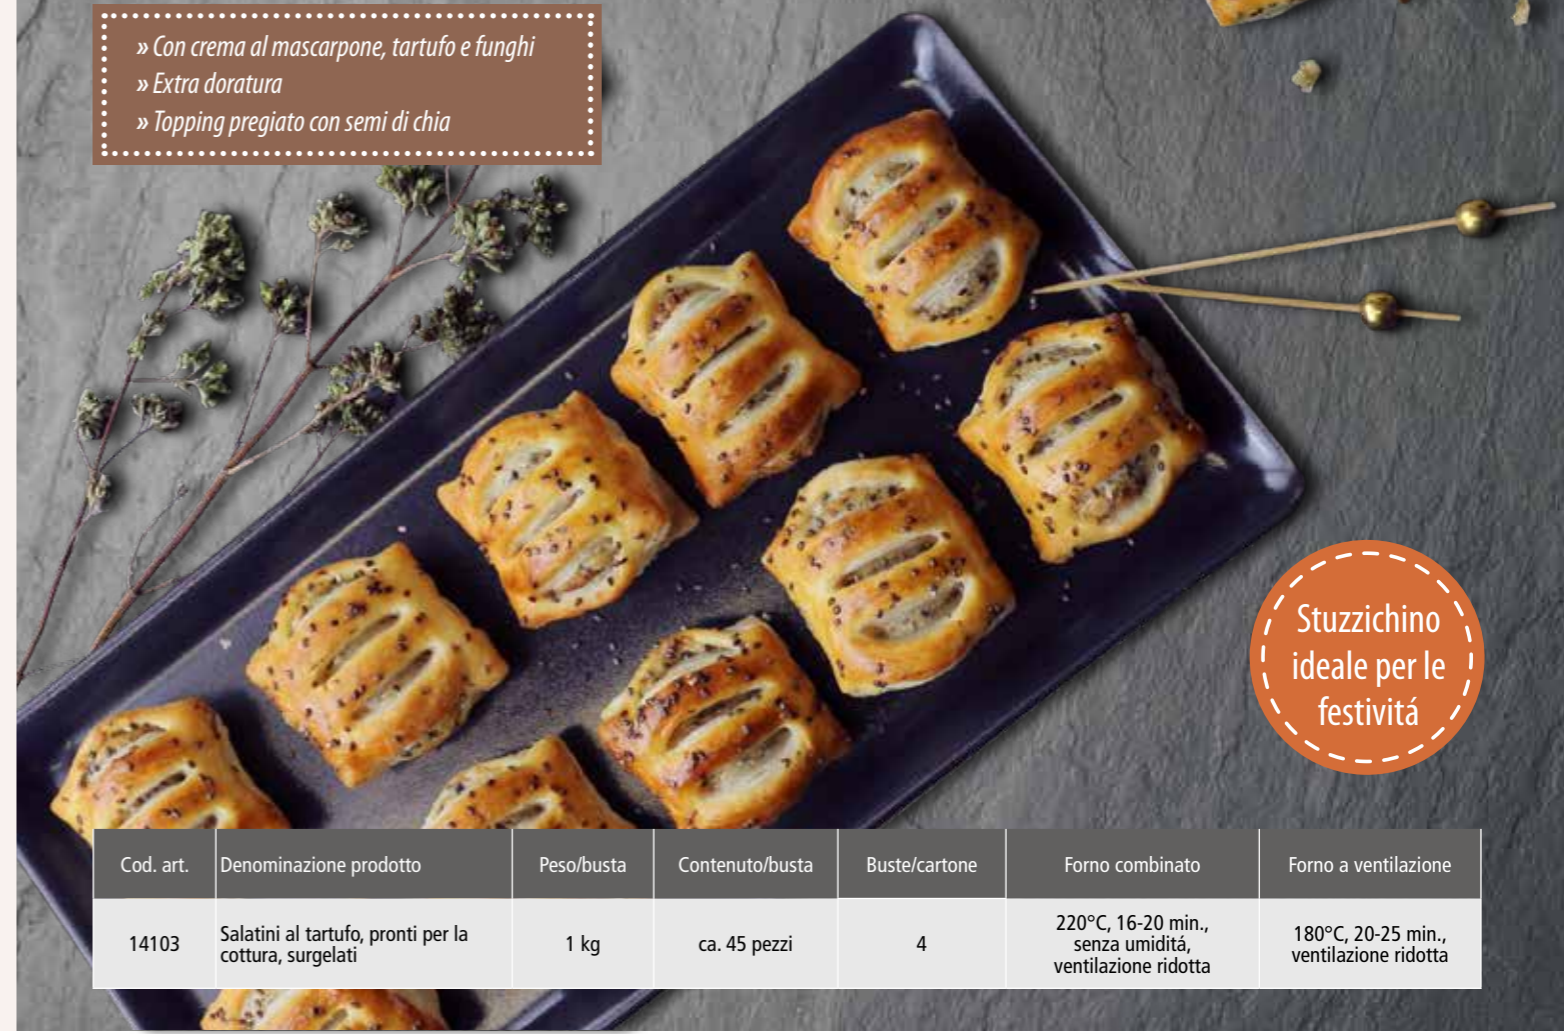 » Con crema al mascarpone, tartufo e funghi
» Extra doratura
» Topping pregiato con semi di chia
Stuzzichino
ideale per le
festivitá
Cod. art. Denominazione prodotto Peso/busta Contenuto/busta Buste/cartone Forno combinato Forno a ventilazione
14103 Salatini al tartufo, pronti per la cottura, surgelati 1 kg ca. 45 pezzi 4 220°C, 16-20 min., senza umiditá, ventilazione ridotta 180°C, 20-25 min., ventilazione ridotta